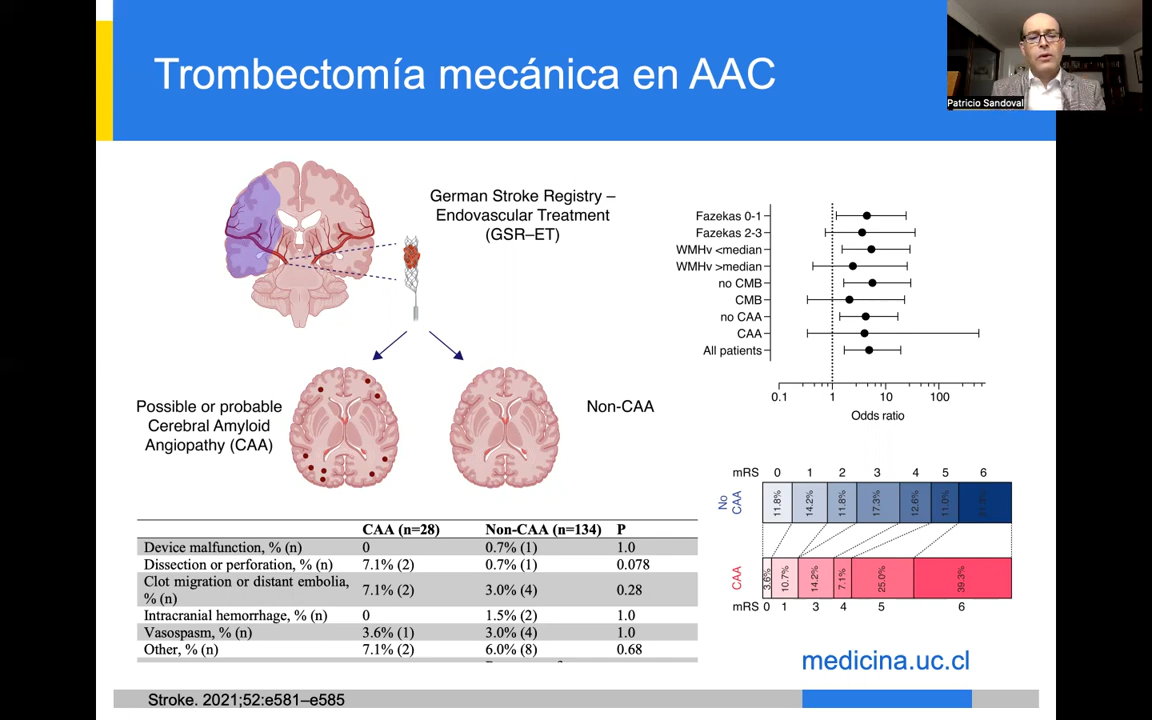 Trombectomía mecánica en AAC
Patricio Sandoval
German Stroke Registry –
Endovascular Treatment
(GSR–ET)
Possible or probable
Cerebral Amyloid
Angiopathy (CAA)
Non-CAA
Fazekas 0-1
Fazekas 2-3
WMHv <median
WMHv >median
no CMB
CMB
no CAA
CAA
All patients
0.1 1 10 100
Odds ratio
mRS 0 1 2 3 4 5 6
No
CAA
11.8% 14.2% 11.8% 17.3% 12.6% 11.0%
CAA
3.6% 10.7% 14.2% 7.1% 25.0% 39.3%
mRS 0 1 3 4 5 6
CAA (n=28) Non-CAA (n=134) P
Device malfunction, % (n) 0 0.7% (1) 1.0
Dissection or perforation, % (n) 7.1% (2) 0.7% (1) 0.078
Clot migration or distant embolia,
% (n) 7.1% (2) 3.0% (4) 0.28
Intracranial hemorrhage, % (n) 0 1.5% (2) 1.0
Vasospasm, % (n) 3.6% (1) 3.0% (4) 1.0
Other, % (n) 7.1% (2) 6.0% (8) 0.68
medicina.uc.cl
Stroke. 2021;52:e581–e585